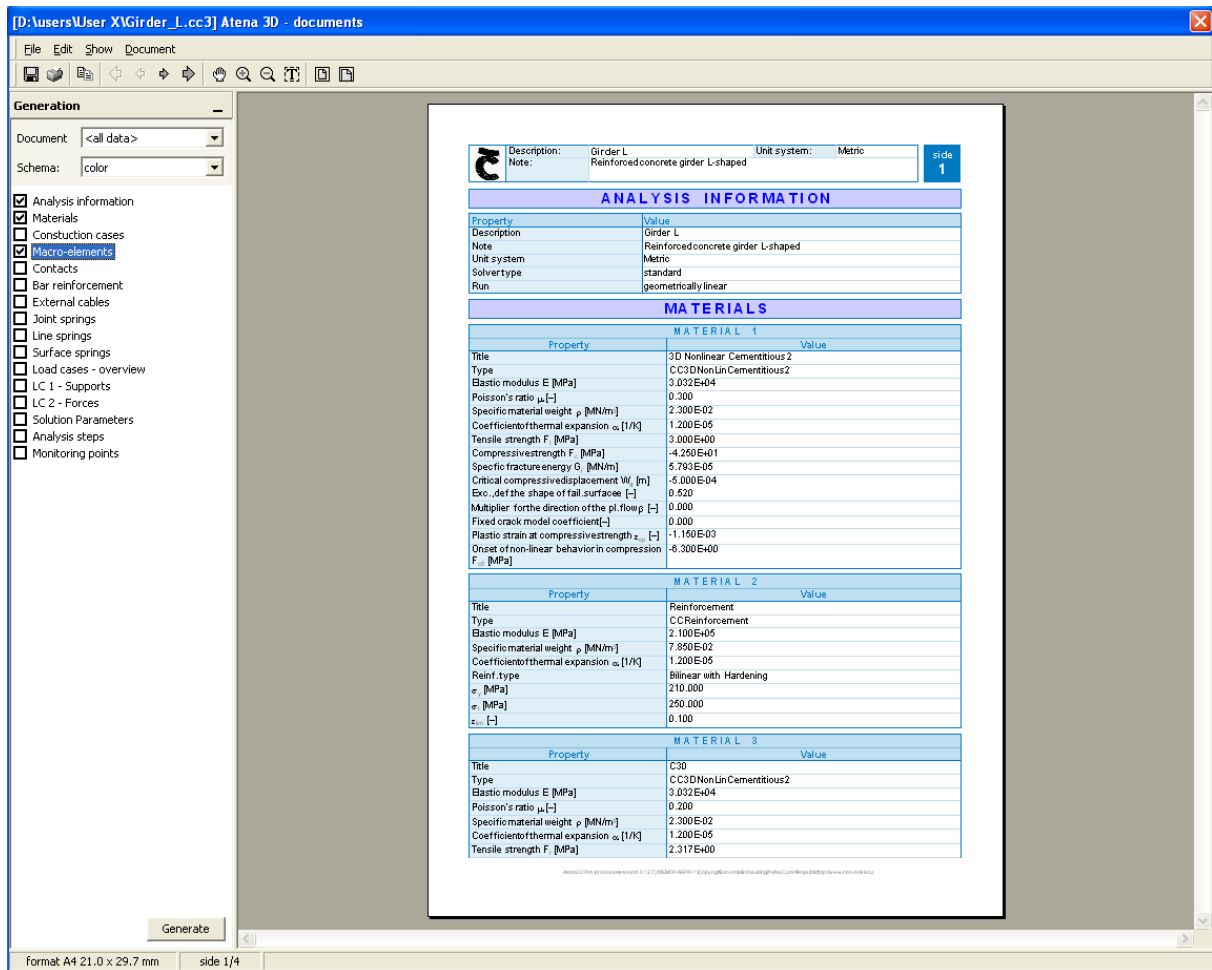 [D:\users\User X\Girder_L.cc3] Atena 3D - documents
File Edit Show Document
Generation
Document <all data>
Schema: color
Analysis information
Materials
Constuction cases
Macro-elements
Contacts
Bar reinforcement
External cables
Joint springs
Line springs
Surface springs
Load cases - overview
LC 1 - Supports
LC 2 - Forces
Solution Parameters
Analysis steps
Monitoring points
Generate
format A4 21.0 x 29.7 mm side 1/4
Description: Girder L Unit system: Metric
Note: Reinforced concrete girder L-shaped
side
1
ANALYSIS INFORMATION
Property Value
Description Girder L
Note Reinforced concrete girder L-shaped
Unit system Metric
Solver type standard
Run geometrically linear
MATERIALS
MATERIAL 1
Property Value
Title 3D Nonlinear Cementitious 2
Type CC3DNonLinCementitious2
Elastic modulus E [MPa] 3.032E+04
Poisson's ratio μ [–] 0.300
Specific material weight ρ [MN/m³] 2.300E-02
Coefficient of thermal expansion α [1/K] 1.200E-05
Tensile strength F [MPa] 3.000E+00
Compressive strength F [MPa] -4.250E+01
Specfic fracture energy G [MN/m] 5.793E-05
Critical compressive displacement W [m] -5.000E-04
Exc.,def.the shape of fail.surface e [–] 0.520
Multiplier for the direction of the pl.flow β [–] 0.000
Fixed crack model coefficient [–] 0.000
Plastic strain at compressive strength ε [–] -1.150E-03
Onset of non-linear behavior in compression -6.300E+00
F [MPa]
MATERIAL 2
Property Value
Title Reinforcement
Type CCReinforcement
Elastic modulus E [MPa] 2.100E+05
Specific material weight ρ [MN/m³] 7.850E-02
Coefficient of thermal expansion α [1/K] 1.200E-05
Reinf. type Bilinear with Hardening
σy [MPa] 210.000
σt [MPa] 250.000
εlim [–] 0.100
MATERIAL 3
Property Value
Title C30
Type CC3DNonLinCementitious2
Elastic modulus E [MPa] 3.032E+04
Poisson's ratio μ [–] 0.200
Specific material weight ρ [MN/m³] 2.300E-02
Coefficient of thermal expansion α [1/K] 1.200E-05
Tensile strength F [MPa] 2.317E+00